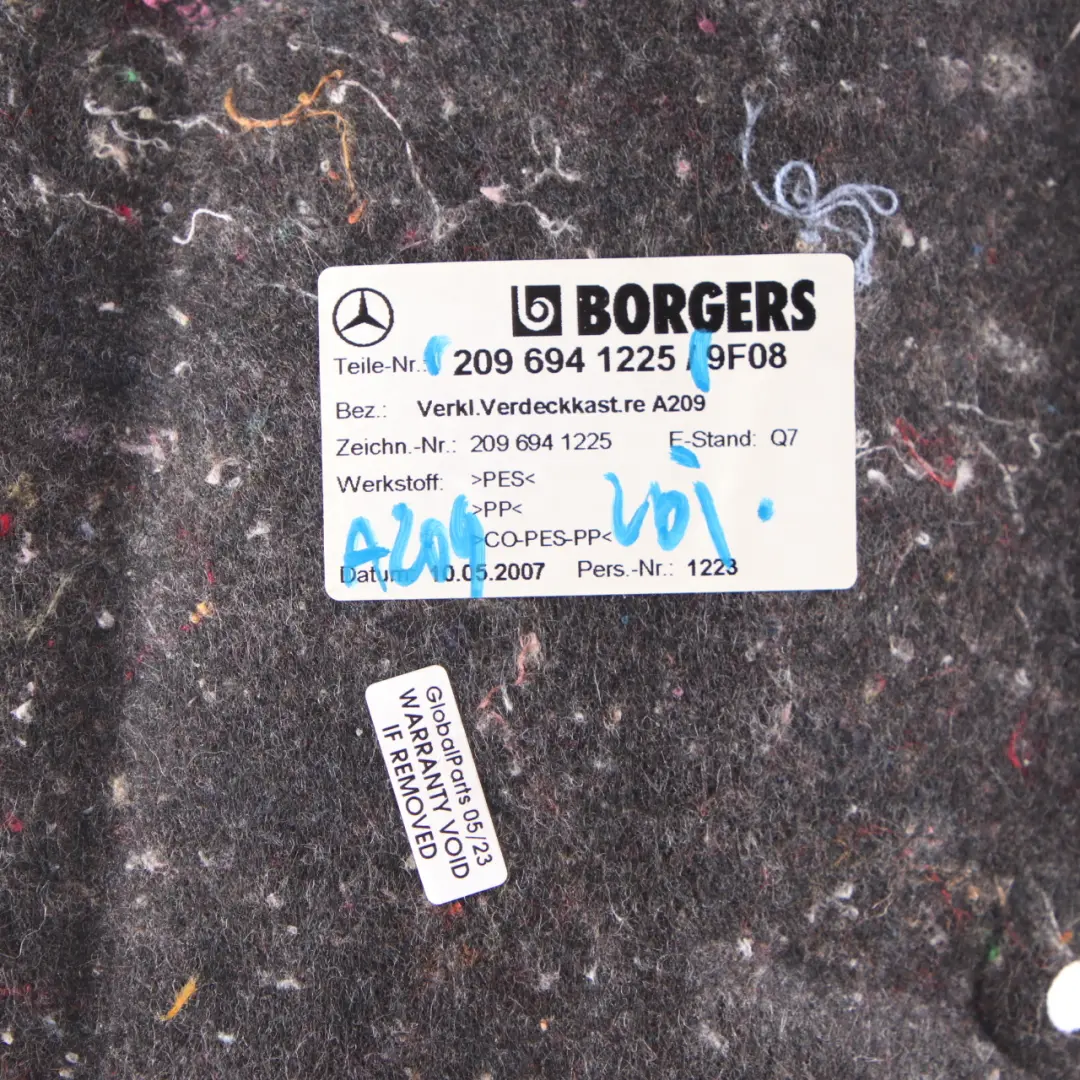 BORGERS
Teile-Nr.: 209 694 1225 /9F08
Bez.: Verkl.Verdeckkast.re A209
Zeichn.-Nr.: 209 694 1225 E-Stand: Q7
Werkstoff: >PES<
>PP<
>CO-PES-PP<
A209
Datum: 10.05.2007 Pers.-Nr.: 1223
GlobalParts 05/23
WARRANTY VOID
IF REMOVED